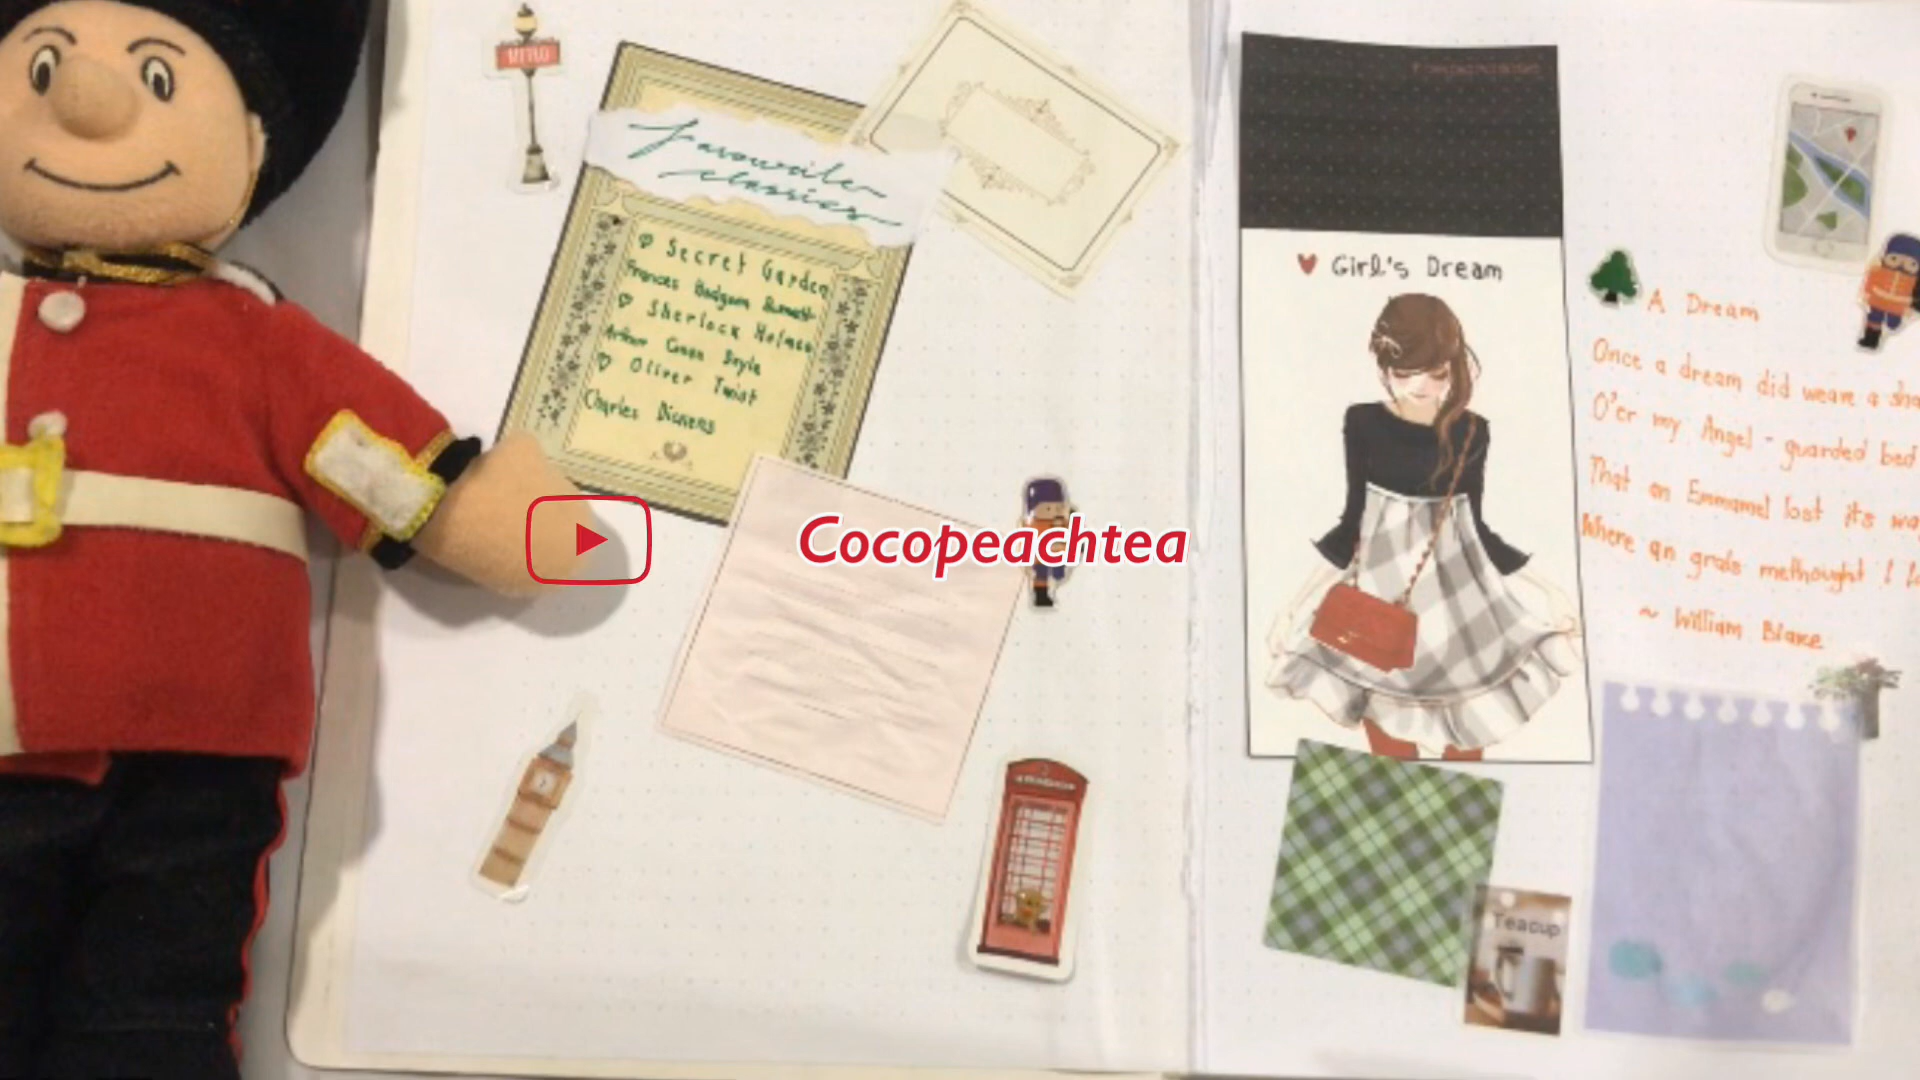 METRO
favourite
classics
Secret Garden
Frances Hodgson Burnett
Sherlock Holmes
Arthur Conan Doyle
Oliver Twist
Charles Dickens
Cocopeachtea
Girl's Dream
A Dream
Once a dream did weave a
O'er my Angel - guarded bed
That an Emmamel lost its
Where on grals methought I
~ William Blake
Teacup